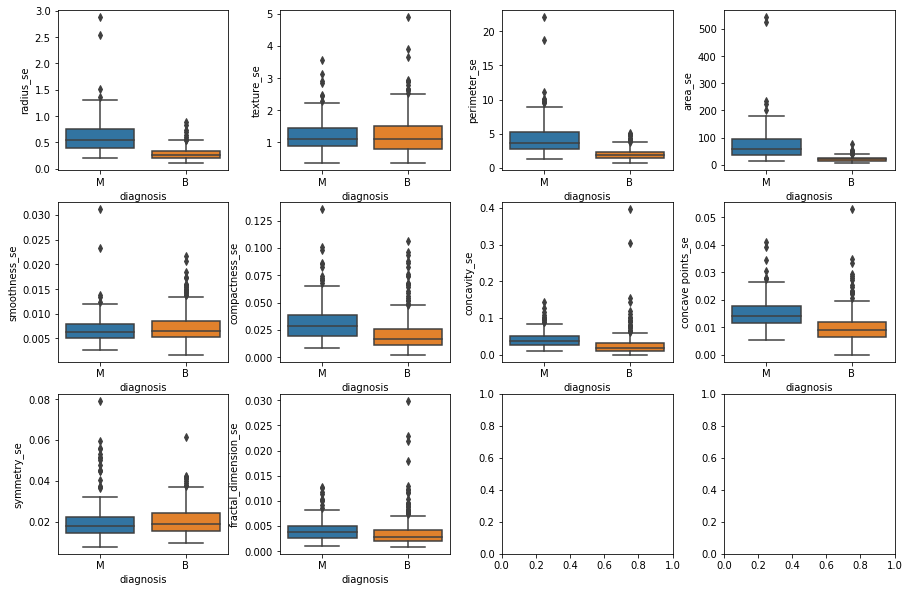 3.0
2.5
2.0
1.5
1.0
0.5
0.0
radius_se
M B
diagnosis
5
4
3
2
1
texture_se
M B
diagnosis
20
15
10
5
0
perimeter_se
M B
diagnosis
500
400
300
200
100
0
area_se
M B
diagnosis
0.030
0.025
0.020
0.015
0.010
0.005
smoothness_se
M B
diagnosis
0.125
0.100
0.075
0.050
0.025
0.000
compactness_se
M B
diagnosis
0.4
0.3
0.2
0.1
0.0
concavity_se
M B
diagnosis
0.05
0.04
0.03
0.02
0.01
0.00
concave points_se
M B
diagnosis
0.08
0.06
0.04
0.02
symmetry_se
M B
diagnosis
0.030
0.025
0.020
0.015
0.010
0.005
0.000
fractal_dimension_se
M B
diagnosis
1.0
0.8
0.6
0.4
0.2
0.0
0.0 0.2 0.4 0.6 0.8 1.0
1.0
0.8
0.6
0.4
0.2
0.0
0.0 0.2 0.4 0.6 0.8 1.0